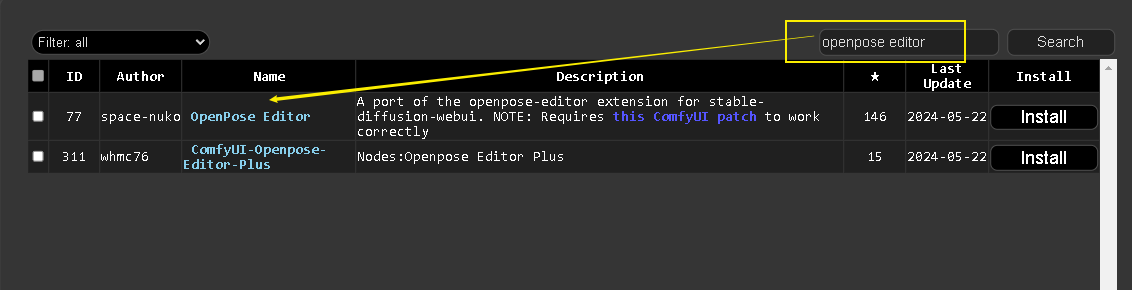 Filter: all
openpose editor
Search
ID
Author
Name
Description
★
Last
Update
Install
77
space-nuko
OpenPose Editor
A port of the openpose-editor extension for stable-
diffusion-webui. NOTE: Requires this ComfyUI patch to work
correctly
146
2024-05-22
Install
311
whmc76
ComfyUI-Openpose-
Editor-Plus
Nodes:Openpose Editor Plus
15
2024-05-22
Install